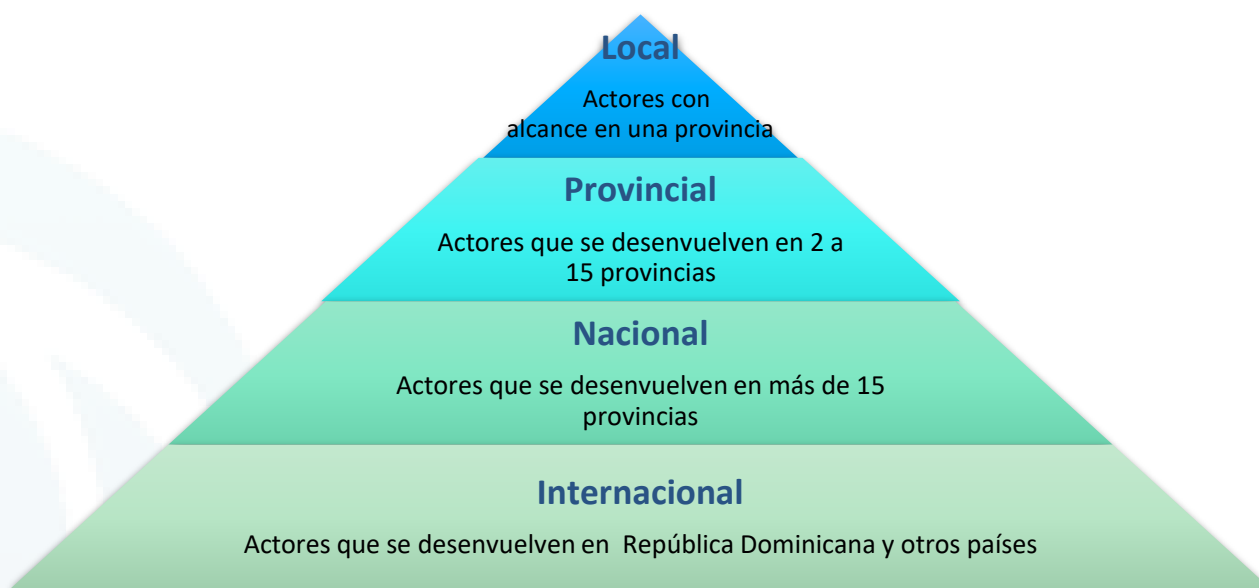 Local
Actores con
alcance en una provincia
Provincial
Actores que se desenvuelven en 2 a
15 provincias
Nacional
Actores que se desenvuelven en más de 15
provincias
Internacional
Actores que se desenvuelven en  República Dominicana y otros países